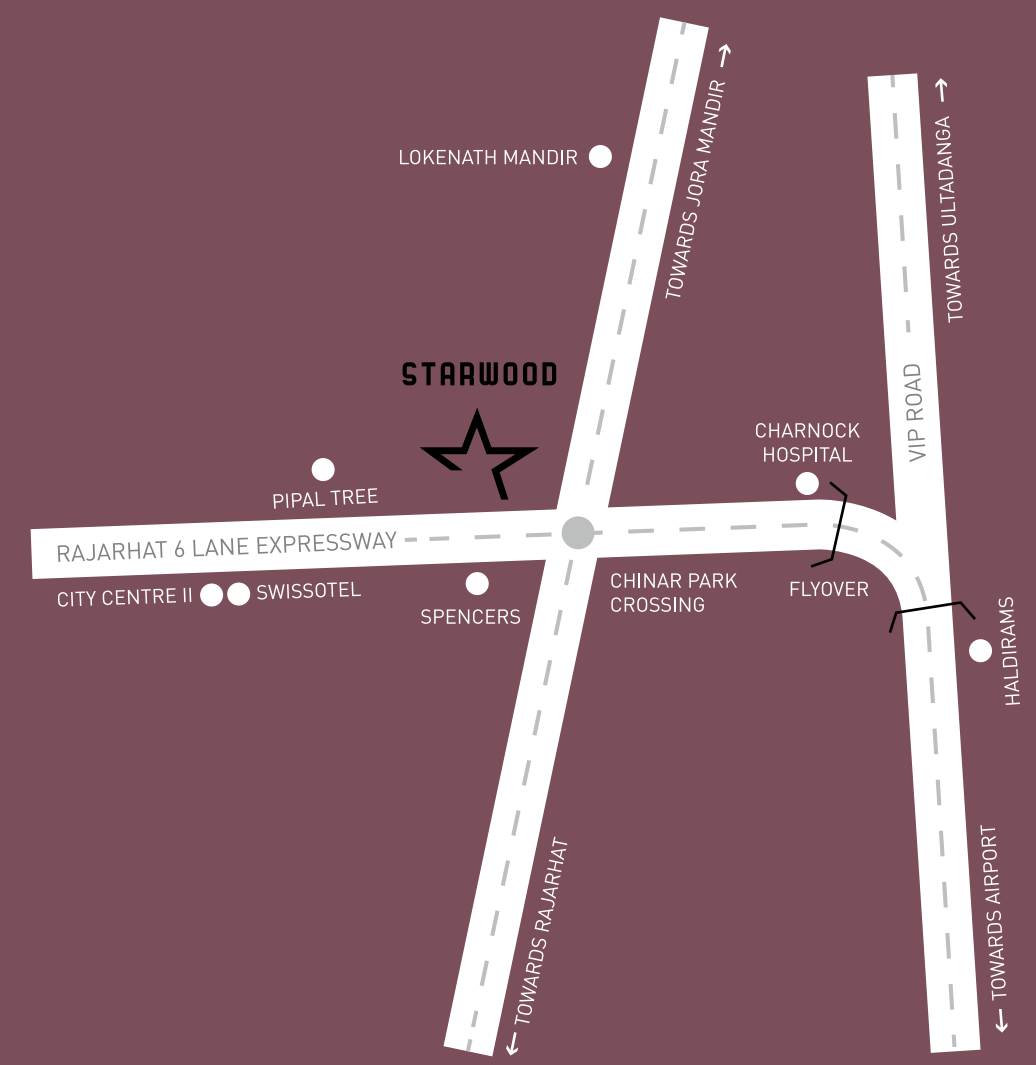 TOWARDS JORA MANDIR
TOWARDS ULTADANGA
LOKENATH MANDIR
STARWOOD
VIP ROAD
CHARNOCK
HOSPITAL
PIPAL TREE
RAJARHAT 6 LANE EXPRESSWAY
CITY CENTRE II
SWISSOTEL
SPENCERS
CHINAR PARK
CROSSING
FLYOVER
HALDIRAMS
TOWARDS RAJARHAT
TOWARDS AIRPORT